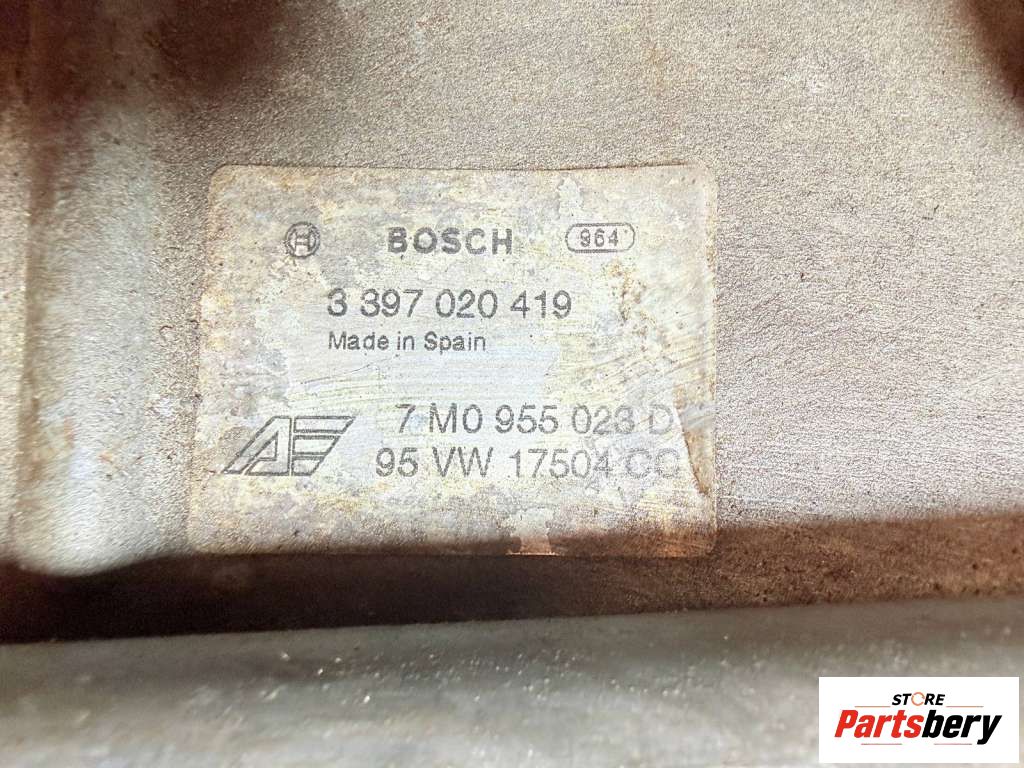 BOSCH 964
3 397 020 419
Made in Spain
7 M0 955 023 D
95 VW 17504 CC
STORE
Partsbery